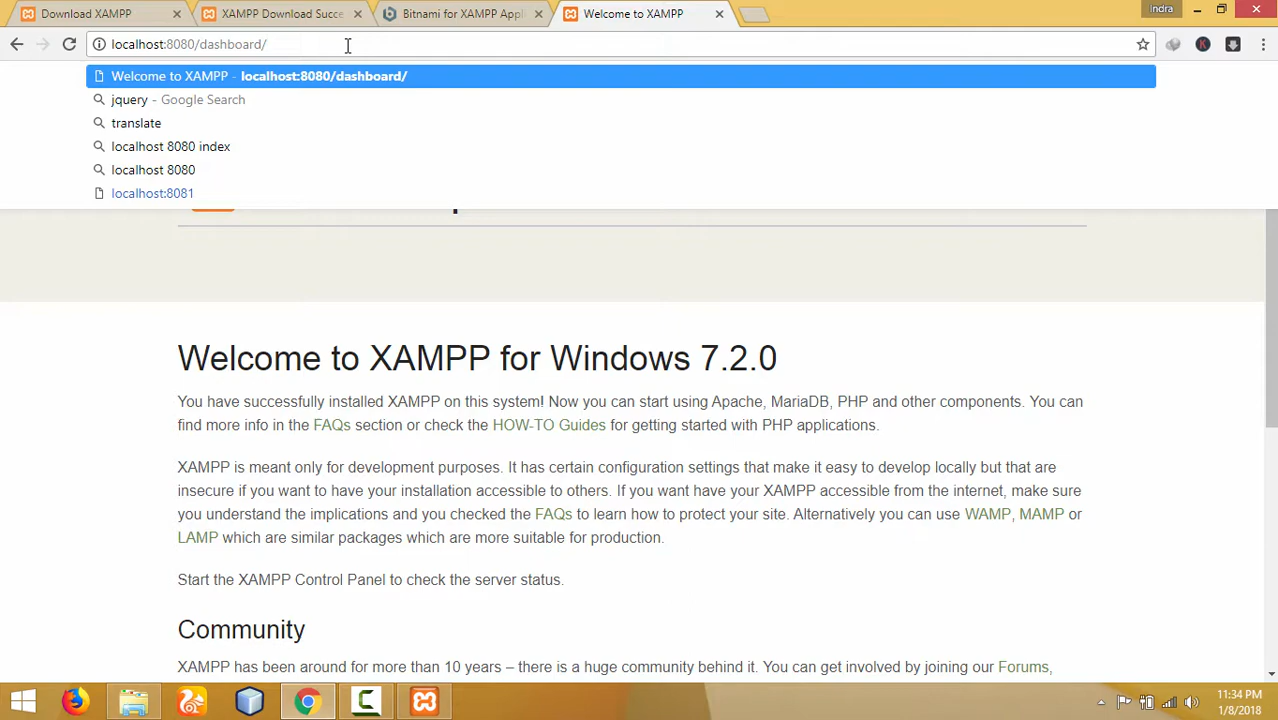 Download XAMPP
XAMPP Download Succe
Bitnami for XAMPP Appli
Welcome to XAMPP
Indra
localhost:8080/dashboard/
Welcome to XAMPP - localhost:8080/dashboard/
jquery - Google Search
translate
localhost 8080 index
localhost 8080
localhost:8081
Welcome to XAMPP for Windows 7.2.0
You have successfully installed XAMPP on this system! Now you can start using Apache, MariaDB, PHP and other components. You can
find more info in the FAQs section or check the HOW-TO Guides for getting started with PHP applications.
XAMPP is meant only for development purposes. It has certain configuration settings that make it easy to develop locally but that are
insecure if you want to have your installation accessible to others. If you want have your XAMPP accessible from the internet, make sure
you understand the implications and you checked the FAQs to learn how to protect your site. Alternatively you can use WAMP, MAMP or
LAMP which are similar packages which are more suitable for production.
Start the XAMPP Control Panel to check the server status.
Community
XAMPP has been around for more than 10 years – there is a huge community behind it. You can get involved by joining our Forums,
11:34 PM
1/8/2018